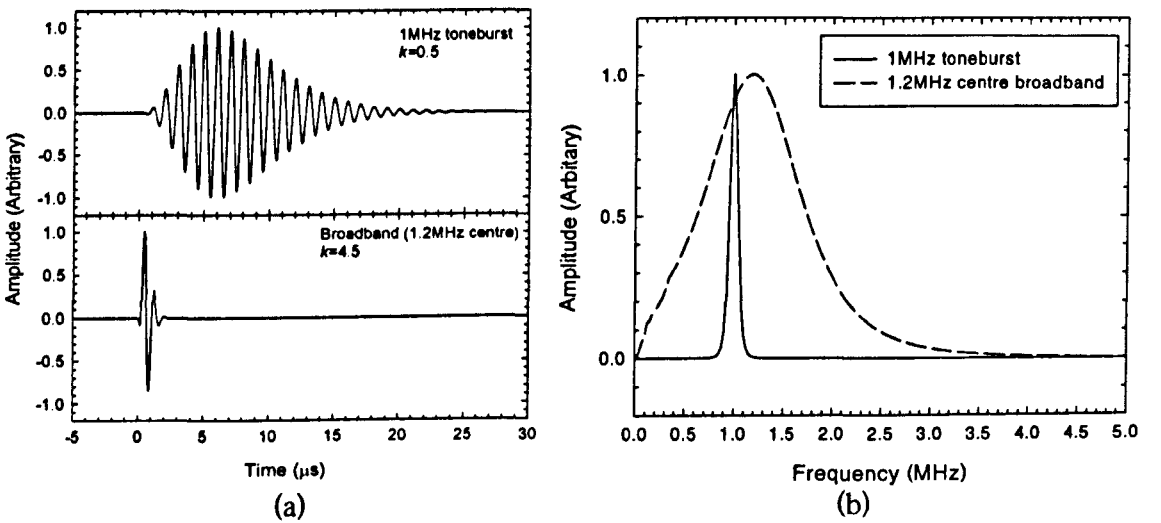 1.0
0.5
0.0
-0.5
-1.0
1MHz toneburst
k=0.5
1.0
0.5
0.0
-0.5
-1.0
Broadband (1.2MHz centre)
k=4.5
Amplitude (Arbitrary)
-5 0 5 10 15 20 25 30
Time (μs)
(a)
1MHz toneburst
1.2MHz centre broadband
1.0
0.5
0.0
Amplitude (Arbitary)
0.0 0.5 1.0 1.5 2.0 2.5 3.0 3.5 4.0 4.5 5.0
Frequency (MHz)
(b)